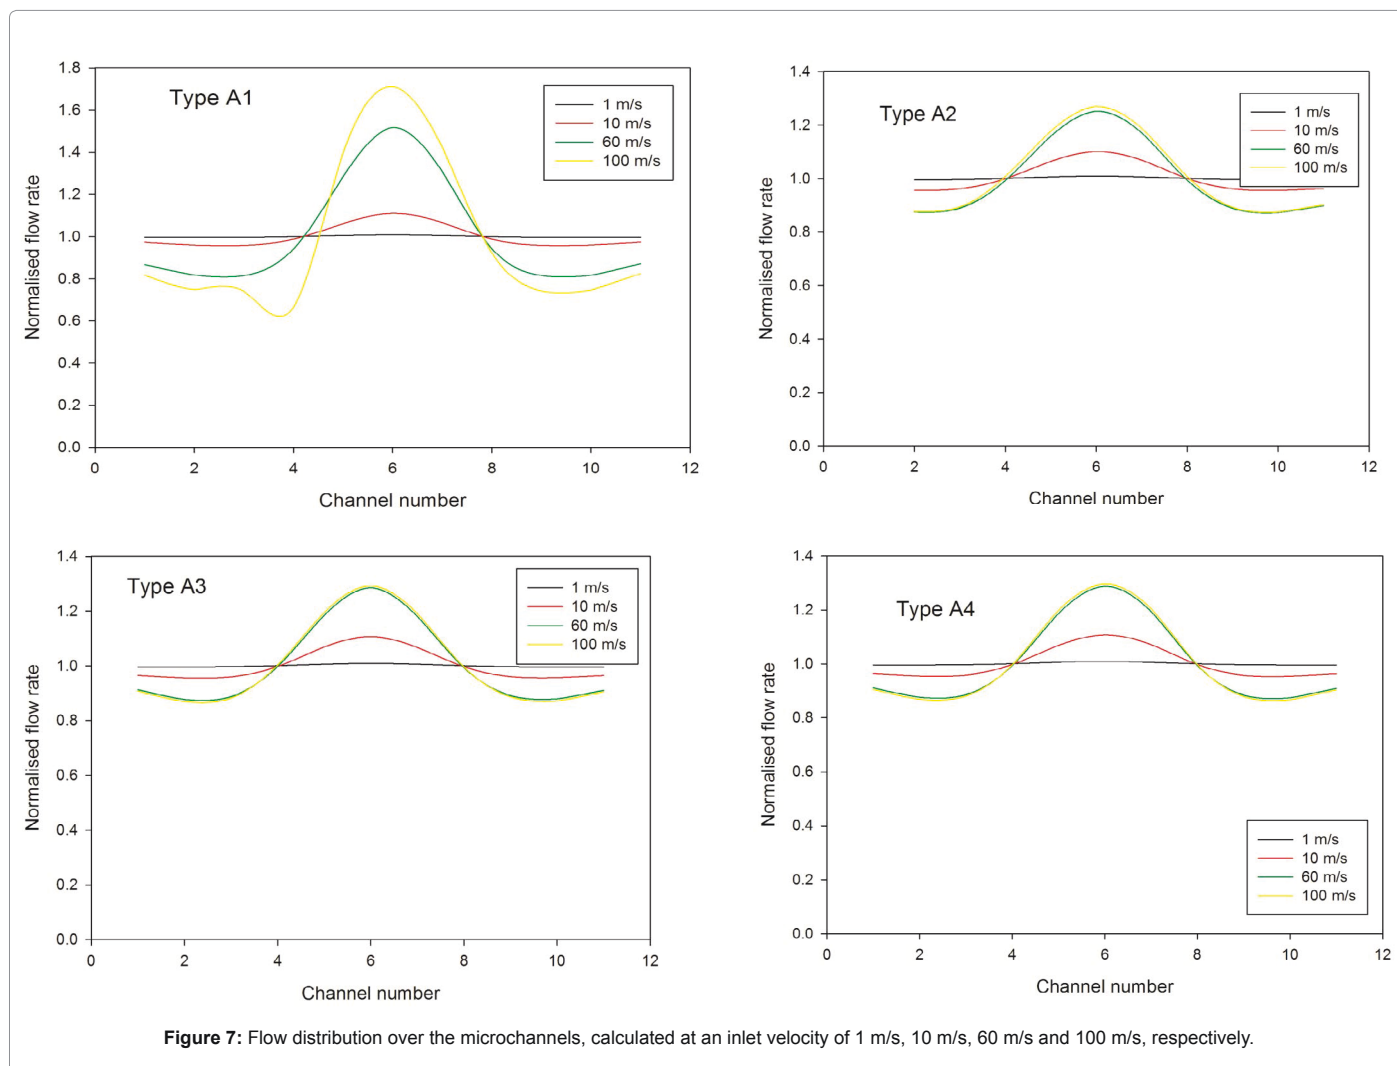 Type A1
1 m/s
10 m/s
60 m/s
100 m/s
Normalised flow rate
1.8
1.6
1.4
1.2
1.0
0.8
0.6
0.4
0.2
0.0
0 2 4 6 8 10 12
Channel number
Type A2
1 m/s
10 m/s
60 m/s
100 m/s
Normalised flow rate
1.4
1.2
1.0
0.8
0.6
0.4
0.2
0.0
0 2 4 6 8 10 12
Channel number
Type A3
1 m/s
10 m/s
60 m/s
100 m/s
Normalised flow rate
1.4
1.2
1.0
0.8
0.6
0.4
0.2
0.0
0 2 4 6 8 10 12
Channel number
Type A4
1 m/s
10 m/s
60 m/s
100 m/s
Normalised flow rate
1.4
1.2
1.0
0.8
0.6
0.4
0.2
0.0
0 2 4 6 8 10 12
Channel number
Figure 7: Flow distribution over the microchannels, calculated at an inlet velocity of 1 m/s, 10 m/s, 60 m/s and 100 m/s, respectively.